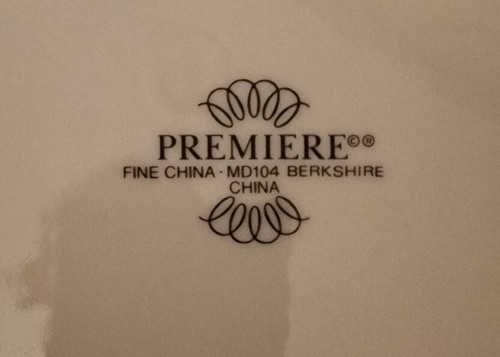 PREMIERE©®
FINE CHINA · MD104 BERKSHIRE
CHINA